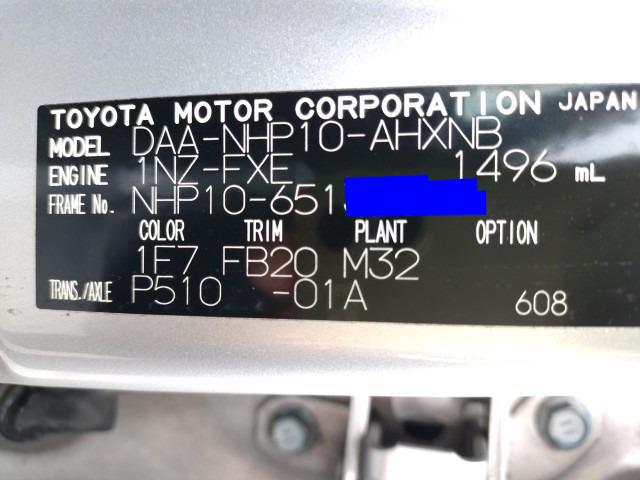 TOYOTA MOTOR CORPORATION JAPAN
MODEL DAA-NHP10-AHXNB
ENGINE 1NZ-FXE 1496 mL
FRAME No. NHP10-651
COLOR TRIM PLANT OPTION
1F7 FB20 M32
TRANS./AXLE P510 -01A 608